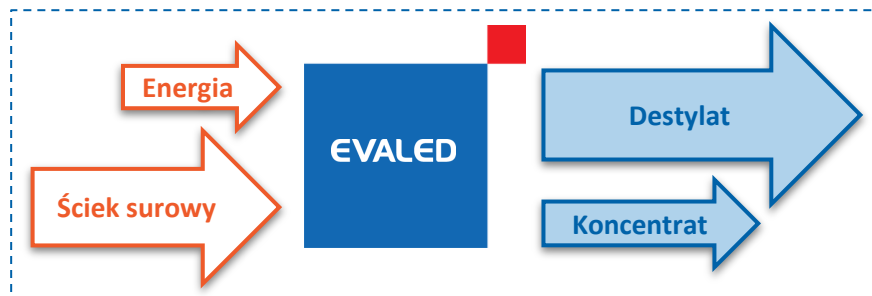 Energia
Ściek surowy
EVALED
Destylat
Koncentrat